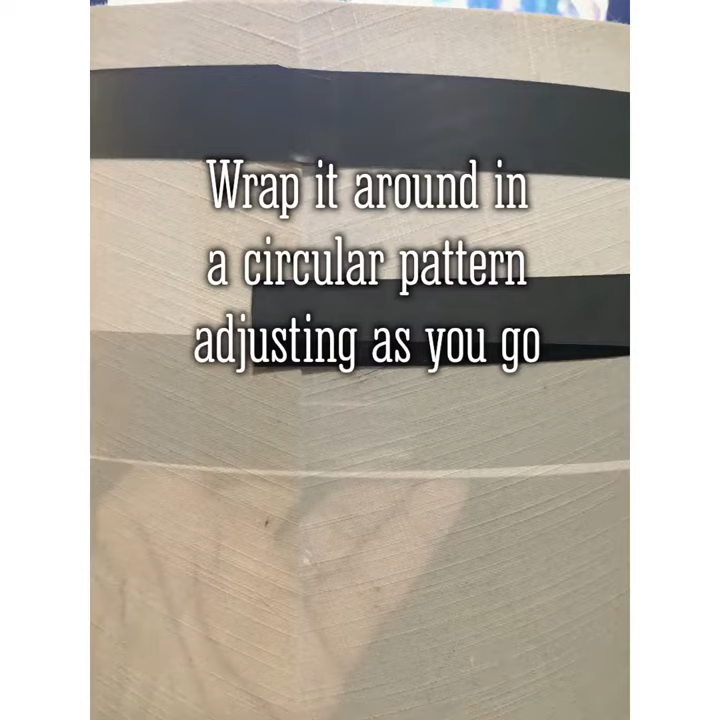 Wrap it around in
a circular pattern
adjusting as you go